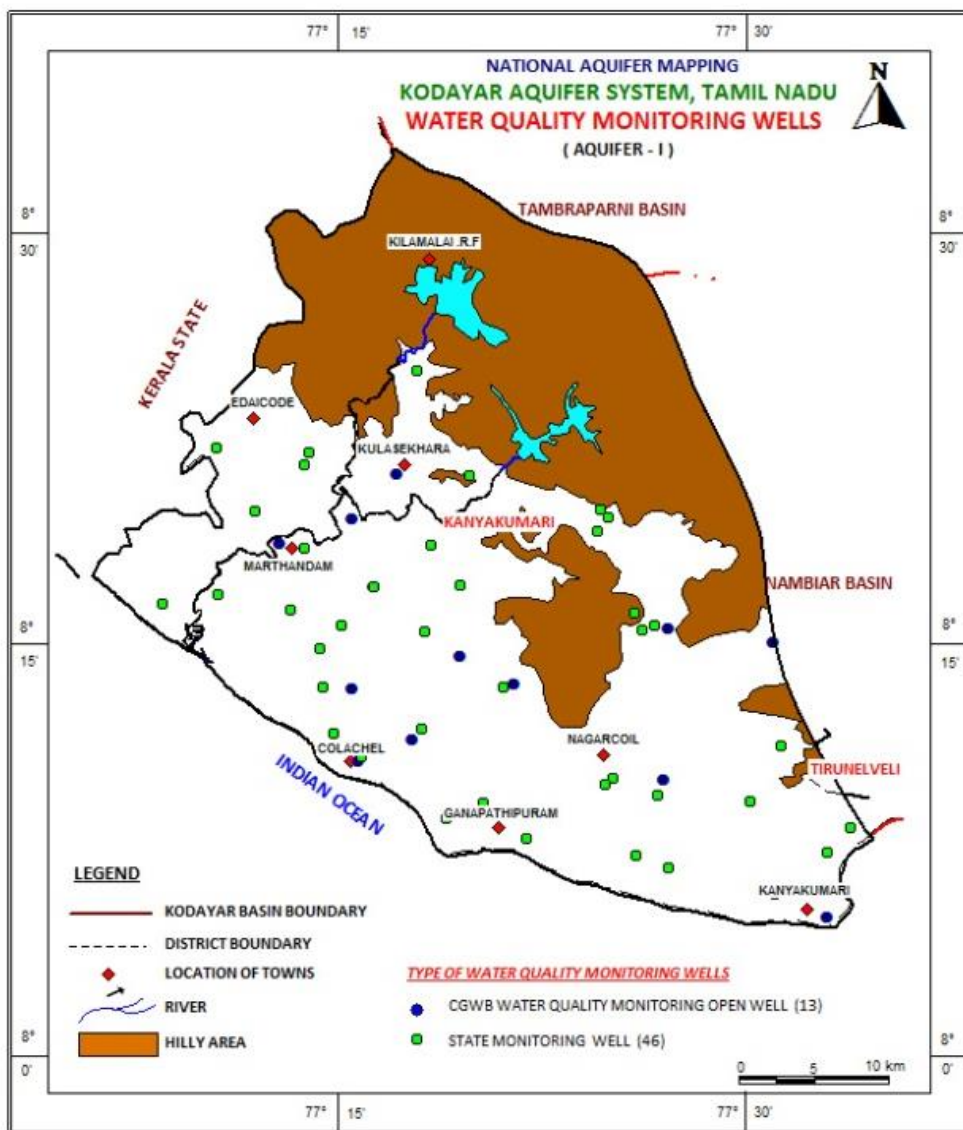 77° 15' 77° 30'
NATIONAL AQUIFER MAPPING
KODAYAR AQUIFER SYSTEM, TAMIL NADU
WATER QUALITY MONITORING WELLS
( AQUIFER - I )
N
8° 30'
8° 30'
TAMBRAPARNI BASIN
KILAMALAI .R.F
KERALA STATE
EDAICODE
KULASEKHARA
KANYAKUMARI
MARTHANDAM
NAMBIAR BASIN
8° 15'
8° 15'
NAGARCOIL
COLACHEL
TIRUNELVELI
INDIAN OCEAN
GANAPATHIPURAM
KANYAKUMARI
LEGEND
KODAYAR BASIN BOUNDARY
DISTRICT BOUNDARY
LOCATION OF TOWNS
RIVER
HILLY AREA
TYPE OF WATER QUALITY MONITORING WELLS
CGWB WATER QUALITY MONITORING OPEN WELL (13)
STATE MONITORING WELL (46)
8° 0'
8° 0'
0 5 10 km
77° 15' 77° 30'